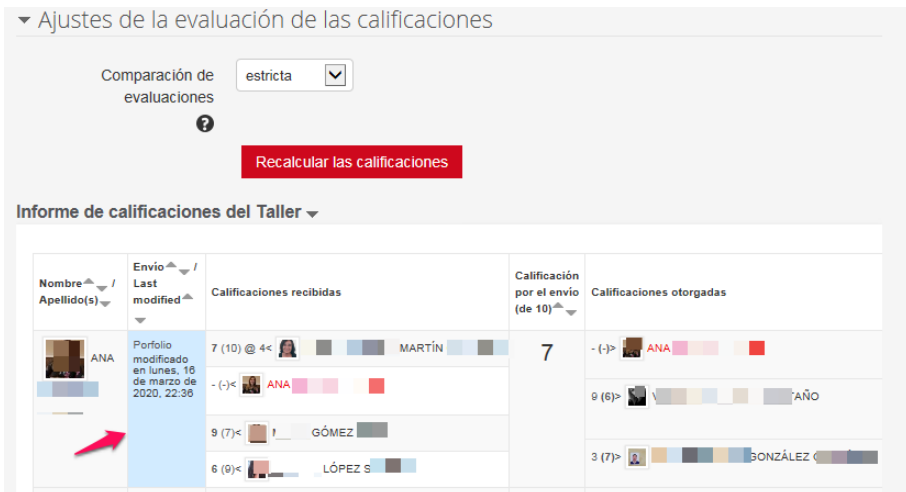 Ajustes de la evaluación de las calificaciones
Comparación de
evaluaciones
estricta
Recalcular las calificaciones
Informe de calificaciones del Taller
Nombre /
Apellido(s)
Envío /
Last
modified
Calificaciones recibidas
Calificación
por el envío
(de 10)
Calificaciones otorgadas
ANA
Porfolio
modificado
en lunes, 16
de marzo de
2020, 22:36
7 (10) @ 4< MARTÍN
- (-)< ANA
9 (7)< GÓMEZ
6 (9)< LÓPEZ S
7
- (-)> ANA
9 (6)>
3 (7)> GONZÁLEZ